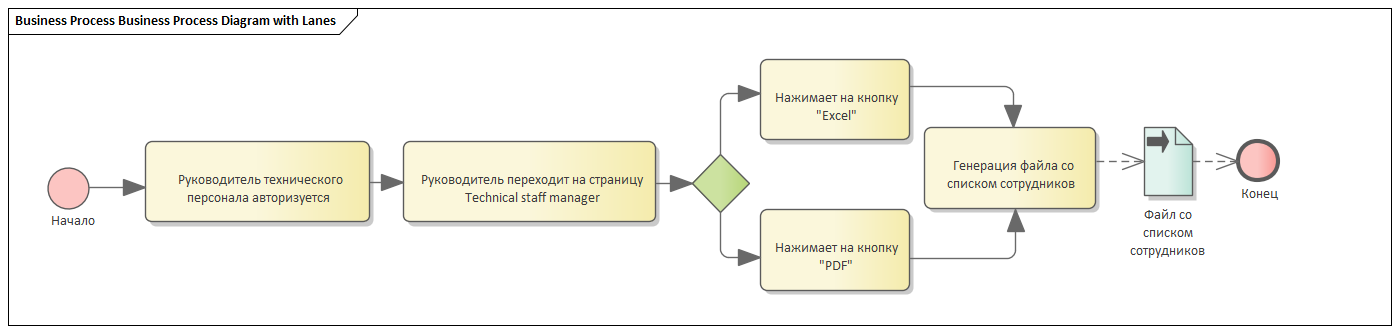 Business Process Business Process Diagram with Lanes
Начало
Руководитель технического
персонала авторизуется
Руководитель переходит на страницу
Technical staff manager
Нажимает на кнопку
"Excel"
Нажимает на кнопку
"PDF"
Генерация файла со
списком сотрудников
Файл со
списком
сотрудников
Конец